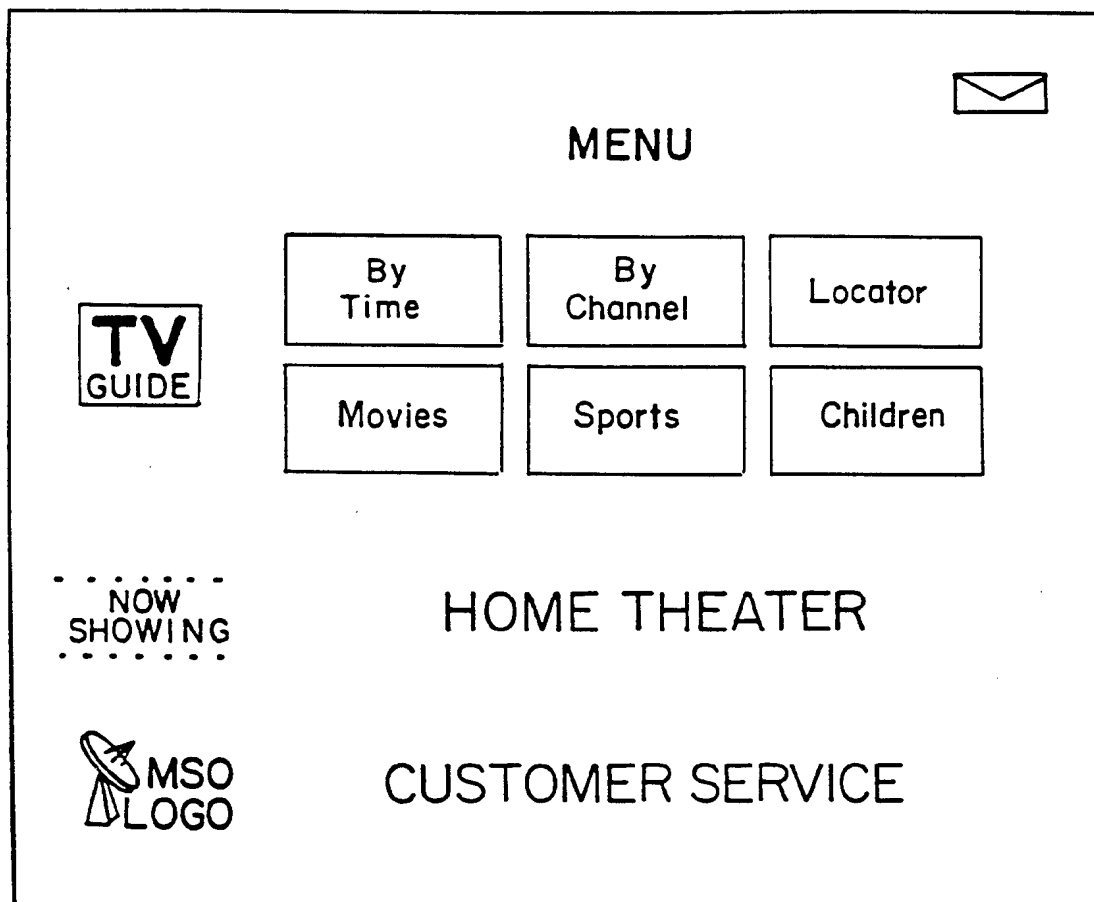 MENU
By
Time
By
Channel
Locator
TV
GUIDE
Movies
Sports
Children
NOW
SHOWING
HOME THEATER
MSO
LOGO
CUSTOMER SERVICE